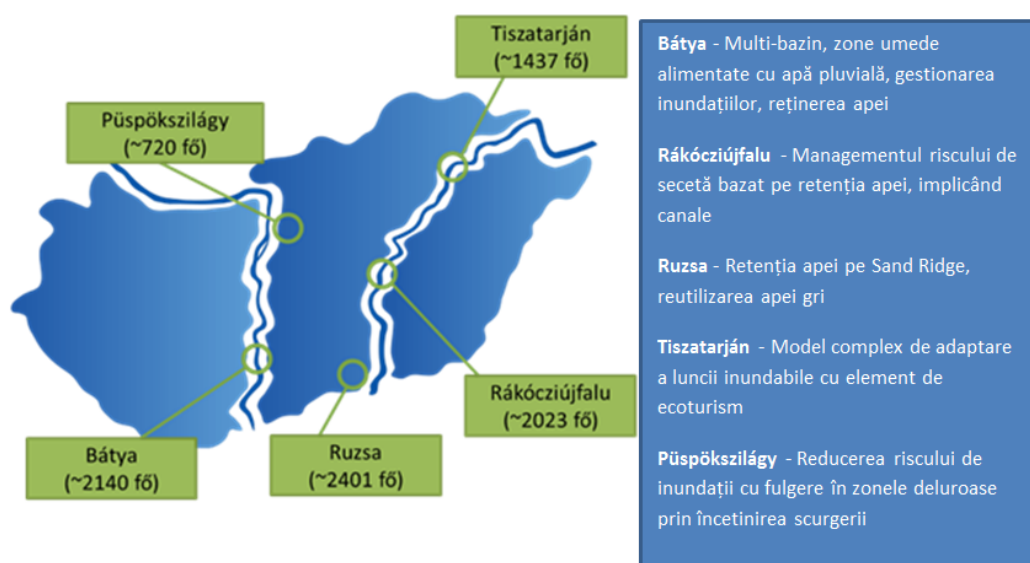 Tiszatarján
(~1437 fő)
Püspökszilágy
(~720 fő)
Rákócziújfalu
(~2023 fő)
Bátya
(~2140 fő)
Ruzsa
(~2401 fő)
Bátya - Multi-bazin, zone umede
alimentate cu apă pluvială, gestionarea
inundațiilor, reținerea apei
Rákócziújfalu - Managementul riscului de
secetă bazat pe retenția apei, implicând
canale
Ruzsa - Retenția apei pe Sand Ridge,
reutilizarea apei gri
Tiszatarján - Model complex de adaptare
a luncii inundabile cu element de
ecoturism
Püspökszilágy - Reducerea riscului de
inundații cu fulgere în zonele deluroase
prin încetinirea scurgerii